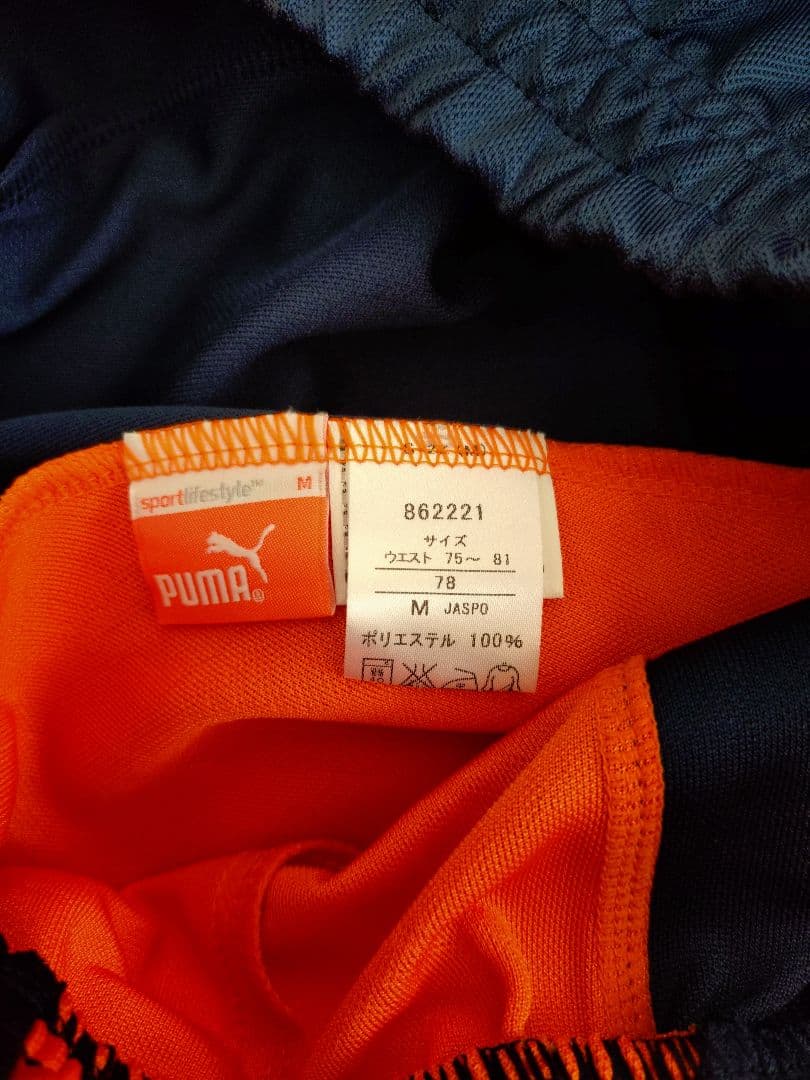 sportlifestyle™ M
PUMA®
862221
サイズ
ウエスト 75～ 81
78
M JASPO
ポリエステル 100%